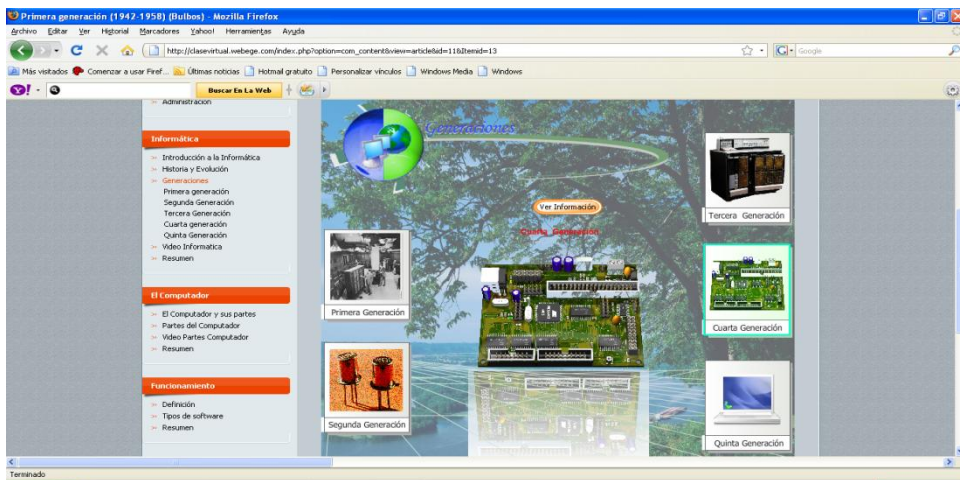 Primera generación (1942-1958) (Bulbos) - Mozilla Firefox
Archivo Editar Ver Historial Marcadores Yahoo! Herramientas Ayuda
http://clasevirtual.webege.com/index.php?option=com_content&view=article&id=11&Itemid=13
Google
Más visitados Comenzar a usar Firef... Últimas noticias Hotmail gratuito Personalizar vínculos Windows Media Windows
Y! Buscar En La Web
Administración
Informática
Introducción a la Informática
Historia y Evolución
Generaciones
Primera generación
Segunda Generación
Tercera Generación
Cuarta generación
Quinta Generación
Video Informatica
Resumen
El Computador
El Computador y sus partes
Partes del Computador
Video Partes Computador
Resumen
Funcionamiento
Definición
Tipos de software
Resumen
Generaciones
Ver Información
Cuarta Generación
Primera Generación
Segunda Generación
Tercera Generación
Cuarta Generación
Quinta Generación
Terminado